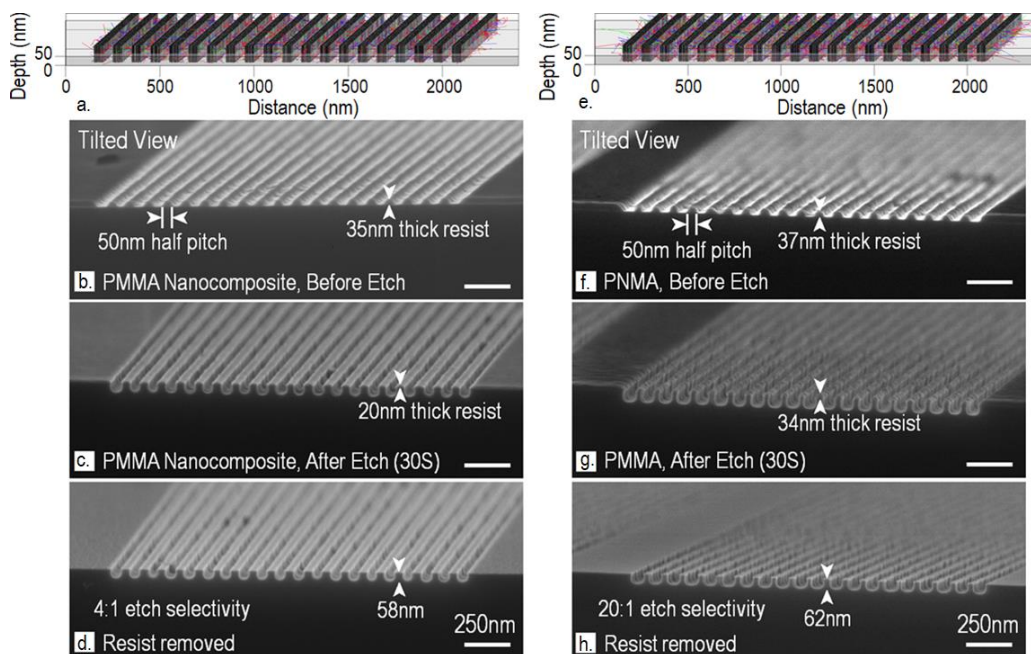 Depth (nm)
50
0
0
500
1000
1500
2000
Distance (nm)
a.
Tilted View
50nm half pitch
35nm thick resist
b. PMMA Nanocomposite, Before Etch
20nm thick resist
c. PMMA Nanocomposite, After Etch (30S)
4:1 etch selectivity
58nm
250nm
d. Resist removed
Depth (nm)
50
0
0
500
1000
1500
2000
Distance (nm)
e.
Tilted View
50nm half pitch
37nm thick resist
f. PNMA, Before Etch
34nm thick resist
g. PMMA, After Etch (30S)
20:1 etch selectivity
62nm
250nm
h. Resist removed